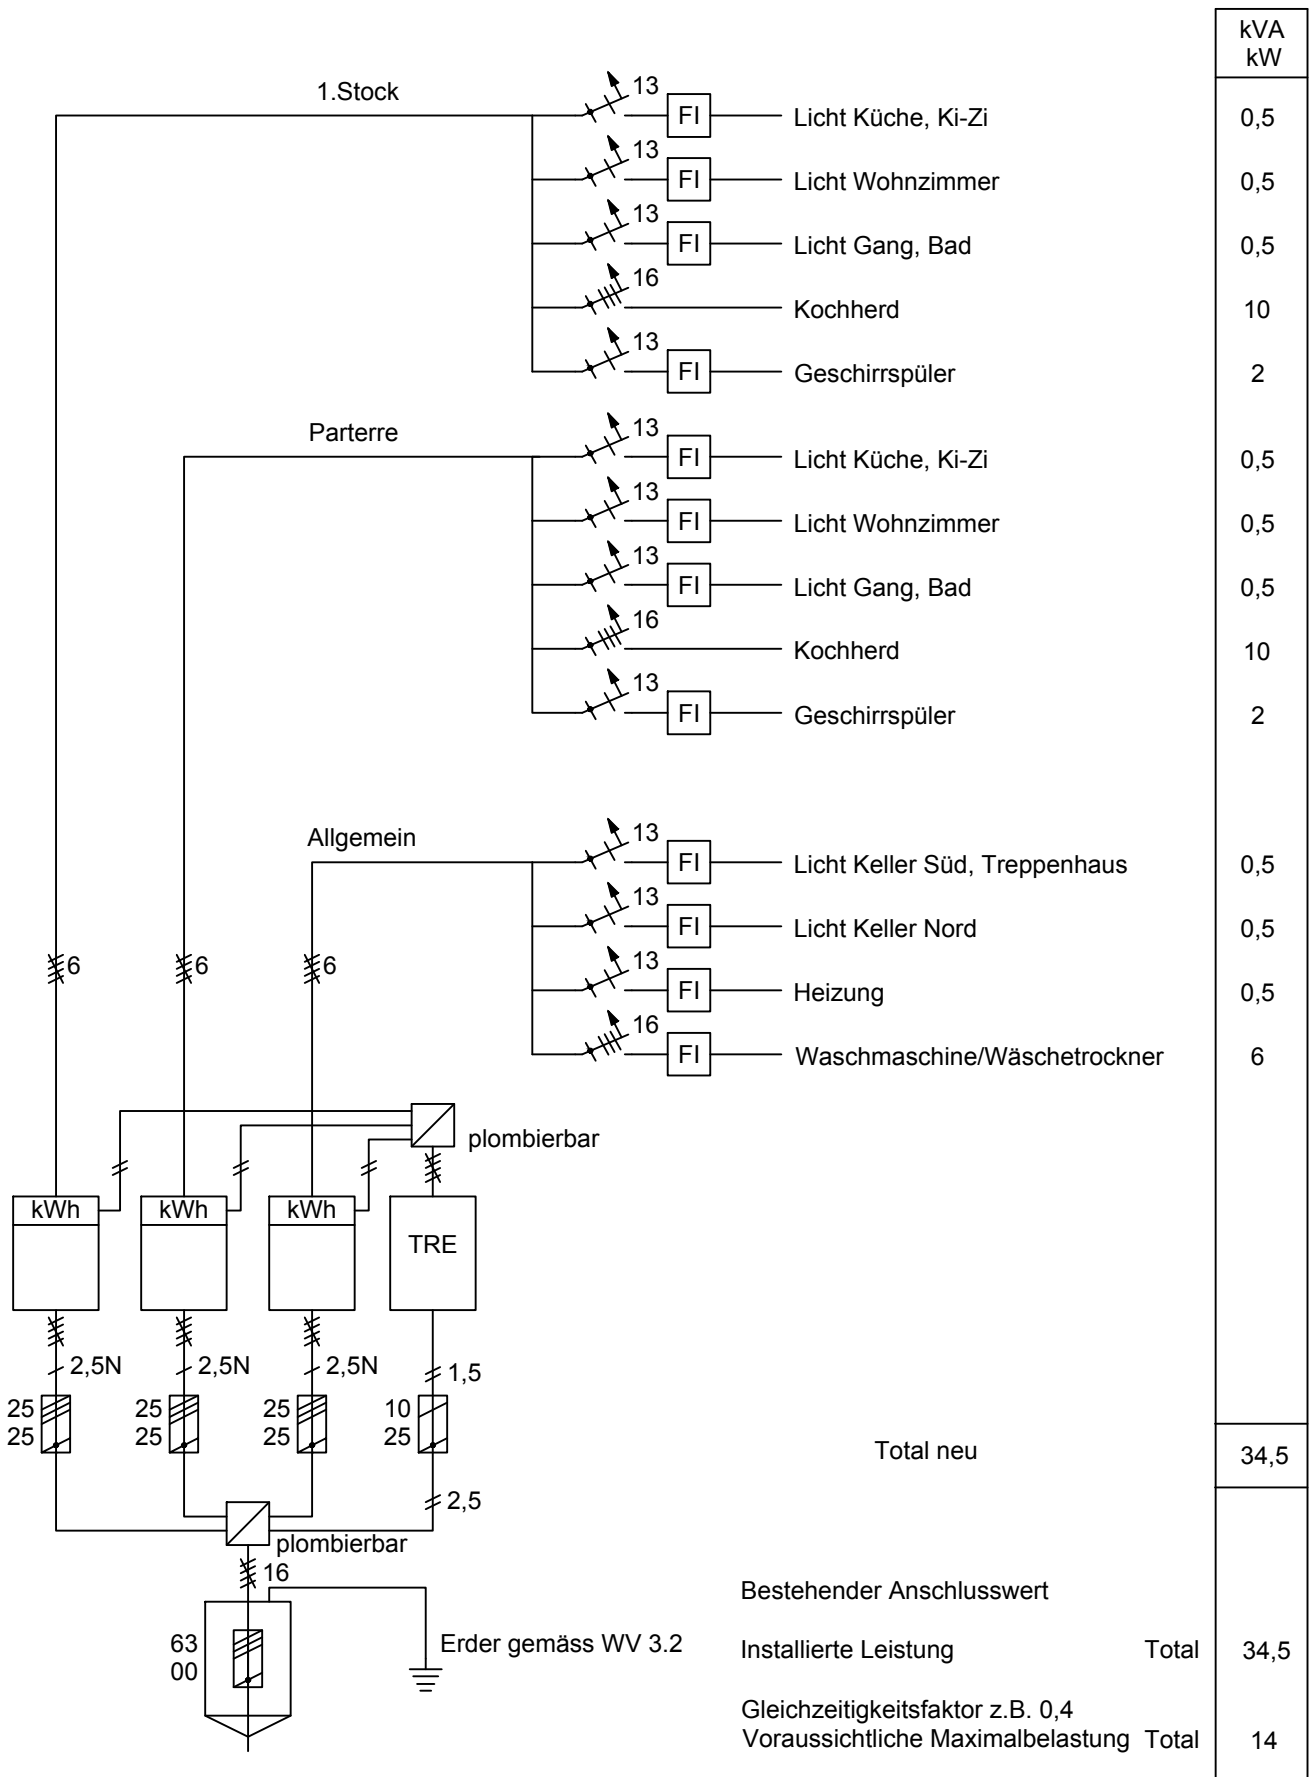 kVA
kW
1.Stock
13 FI Licht Küche, Ki-Zi 0,5
13 FI Licht Wohnzimmer 0,5
13 FI Licht Gang, Bad 0,5
16 Kochherd 10
13 FI Geschirrspüler 2
Parterre
13 FI Licht Küche, Ki-Zi 0,5
13 FI Licht Wohnzimmer 0,5
13 FI Licht Gang, Bad 0,5
16 Kochherd 10
13 FI Geschirrspüler 2
Allgemein
13 FI Licht Keller Süd, Treppenhaus 0,5
13 FI Licht Keller Nord 0,5
6 6 6
13 FI Heizung 0,5
16 FI Waschmaschine/Wäschetrockner 6
plombierbar
kWh kWh kWh
TRE
2,5N 2,5N 2,5N 1,5
25 25 25 10
25 25 25 25
Total neu 34,5
2,5
plombierbar
16
Bestehender Anschlusswert
63
00
Erder gemäss WV 3.2
Installierte Leistung Total 34,5
Gleichzeitigkeitsfaktor z.B. 0,4
Voraussichtliche Maximalbelastung Total 14